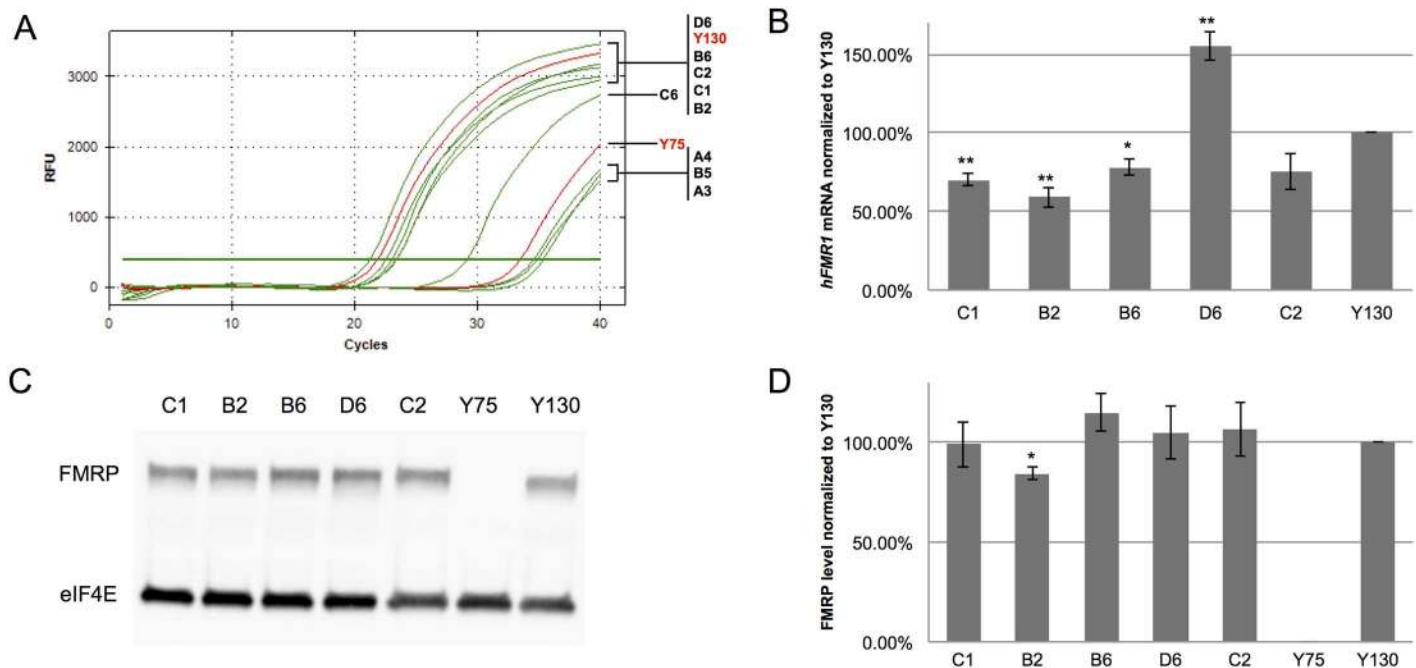 A
RFU
3000
2000
1000
0
0
10
20
30
40
Cycles
D6
Y130
B6
C2
C1
B2
C6
Y75
A4
B5
A3
B
hFMR1 mRNA normalized to Y130
150.00%
100.00%
50.00%
0.00%
**
**
*
**
C1 B2 B6 D6 C2 Y130
C
C1 B2 B6 D6 C2 Y75 Y130
FMRP
eIF4E
D
FMRP level normalized to Y130
100.00%
50.00%
0.00%
*
C1 B2 B6 D6 C2 Y75 Y130